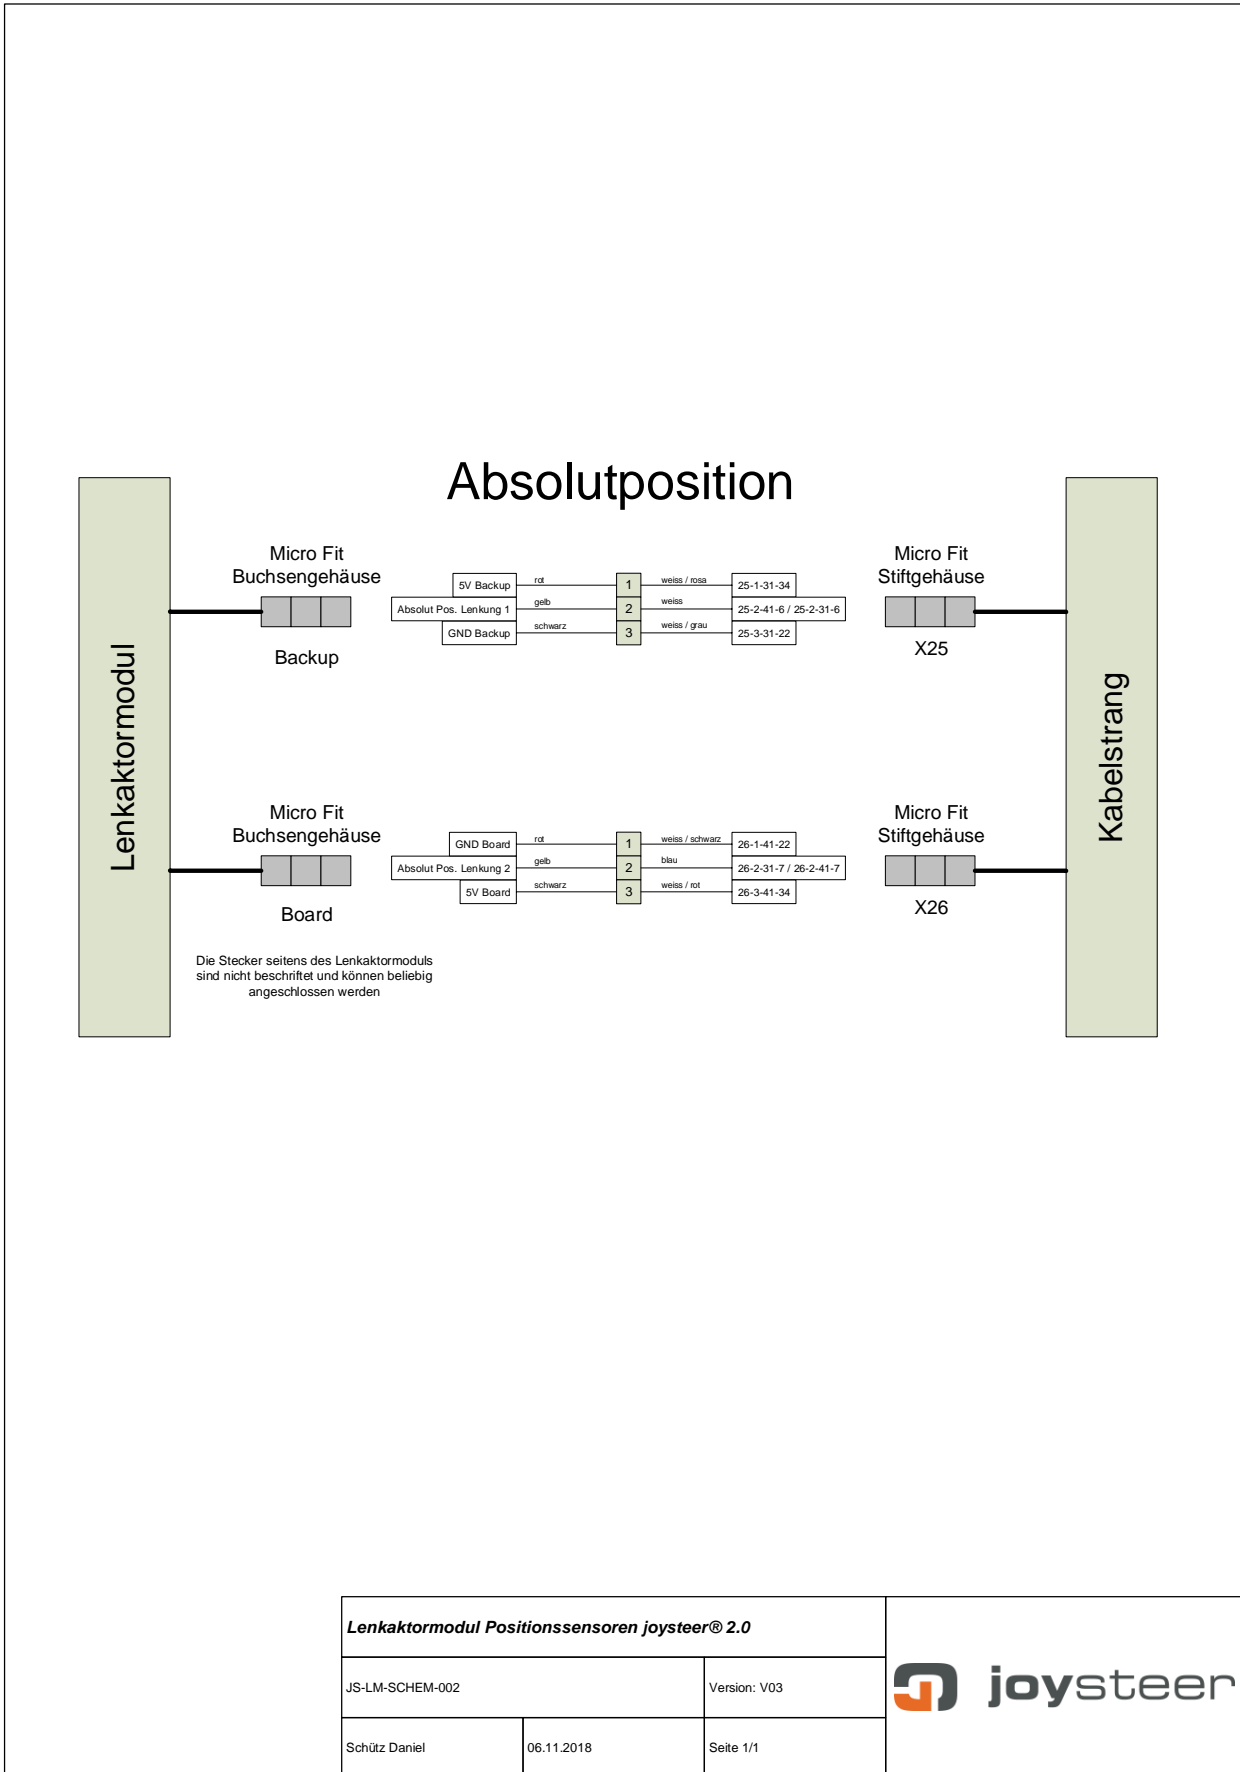 Absolutposition
Lenkaktormodul
Micro Fit
Buchsengehäuse
Backup
5V Backup rot 1 weiss / rosa 25-1-31-34
Absolut Pos. Lenkung 1 gelb 2 weiss 25-2-41-6 / 25-2-31-6
GND Backup schwarz 3 weiss / grau 25-3-31-22
Micro Fit
Stiftgehäuse
X25
Kabelstrang
Micro Fit
Buchsengehäuse
Board
GND Board rot 1 weiss / schwarz 26-1-41-22
Absolut Pos. Lenkung 2 gelb 2 blau 26-2-31-7 / 26-2-41-7
5V Board schwarz 3 weiss / rot 26-3-41-34
Micro Fit
Stiftgehäuse
X26
Die Stecker seitens des Lenkaktormoduls
sind nicht beschriftet und können beliebig
angeschlossen werden
Lenkaktormodul Positionssensoren joysteer® 2.0
JS-LM-SCHEM-002 Version: V03
Schütz Daniel 06.11.2018 Seite 1/1
joysteer